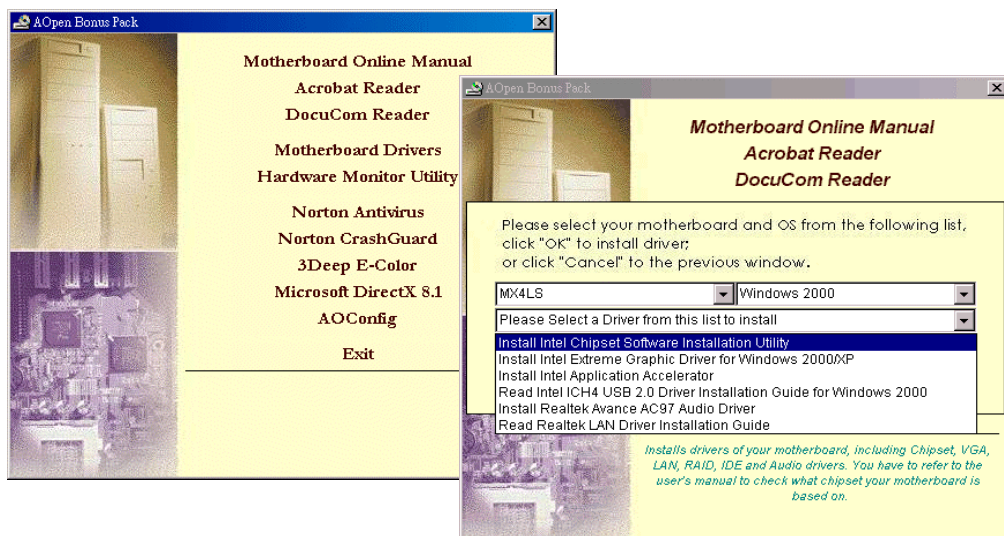 AOpen Bonus Pack
Motherboard Online Manual
Acrobat Reader
DocuCom Reader
Motherboard Drivers
Hardware Monitor Utility
Norton Antivirus
Norton CrashGuard
3Deep E-Color
Microsoft DirectX 8.1
AOConfig
Exit
AOpen Bonus Pack
Motherboard Online Manual
Acrobat Reader
DocuCom Reader
Please select your motherboard and OS from the following list,
click "OK" to install driver;
or click "Cancel" to the previous window.
MX4LS
Windows 2000
Please Select a Driver from this list to install
Install Intel Chipset Software Installation Utility
Install Intel Extreme Graphic Driver for Windows 2000/XP
Install Intel Application Accelerator
Read Intel ICH4 USB 2.0 Driver Installation Guide for Windows 2000
Install Realtek Avance AC97 Audio Driver
Read Realtek LAN Driver Installation Guide
Installs drivers of your motherboard, including Chipset, VGA,
LAN, RAID, IDE and Audio drivers. You have to refer to the
user's manual to check what chipset your motherboard is
based on.